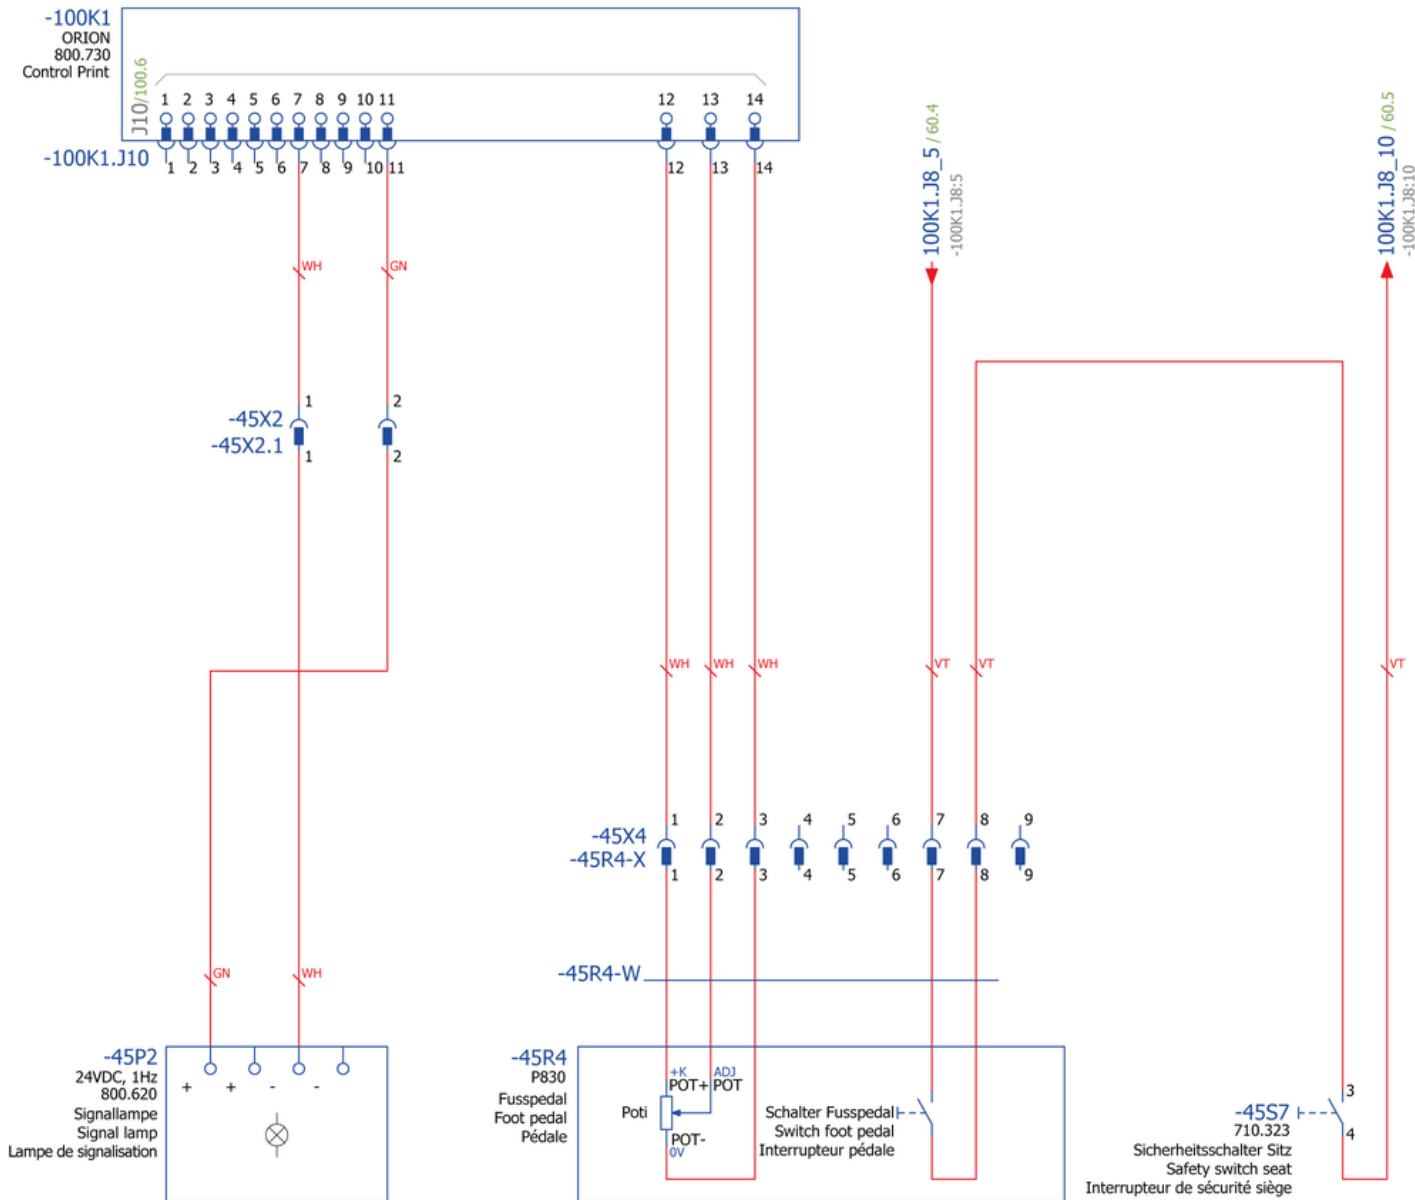 -100K1
ORION
800.730
Control Print
J10/100.6
1 2 3 4 5 6 7 8 9 10 11 12 13 14
-100K1.J10
1 2 3 4 5 6 7 8 9 10 11 12 13 14
100K1.J8_5 / 60.4
-100K1.J8:5
100K1.J8_10 / 60.5
-100K1.J8:10
WH GN
1 2
-45X2
-45X2.1
1 2
WH WH WH VT VT VT
1 2 3 4 5 6 7 8 9
-45X4
-45R4-X
1 2 3 4 5 6 7 8 9
GN WH
-45R4-W
-45P2
24VDC, 1Hz
800.620
+ + - -
Signallampe
Signal lamp
Lampe de signalisation
-45R4
P830
Fusspedal
Foot pedal
Pédale
+K ADJ
POT+ POT
Poti
POT-
0V
Schalter Fusspedal
Switch foot pedal
Interrupteur pédale
3
-45S7
710.323
4
Sicherheitsschalter Sitz
Safety switch seat
Interrupteur de sécurité siège